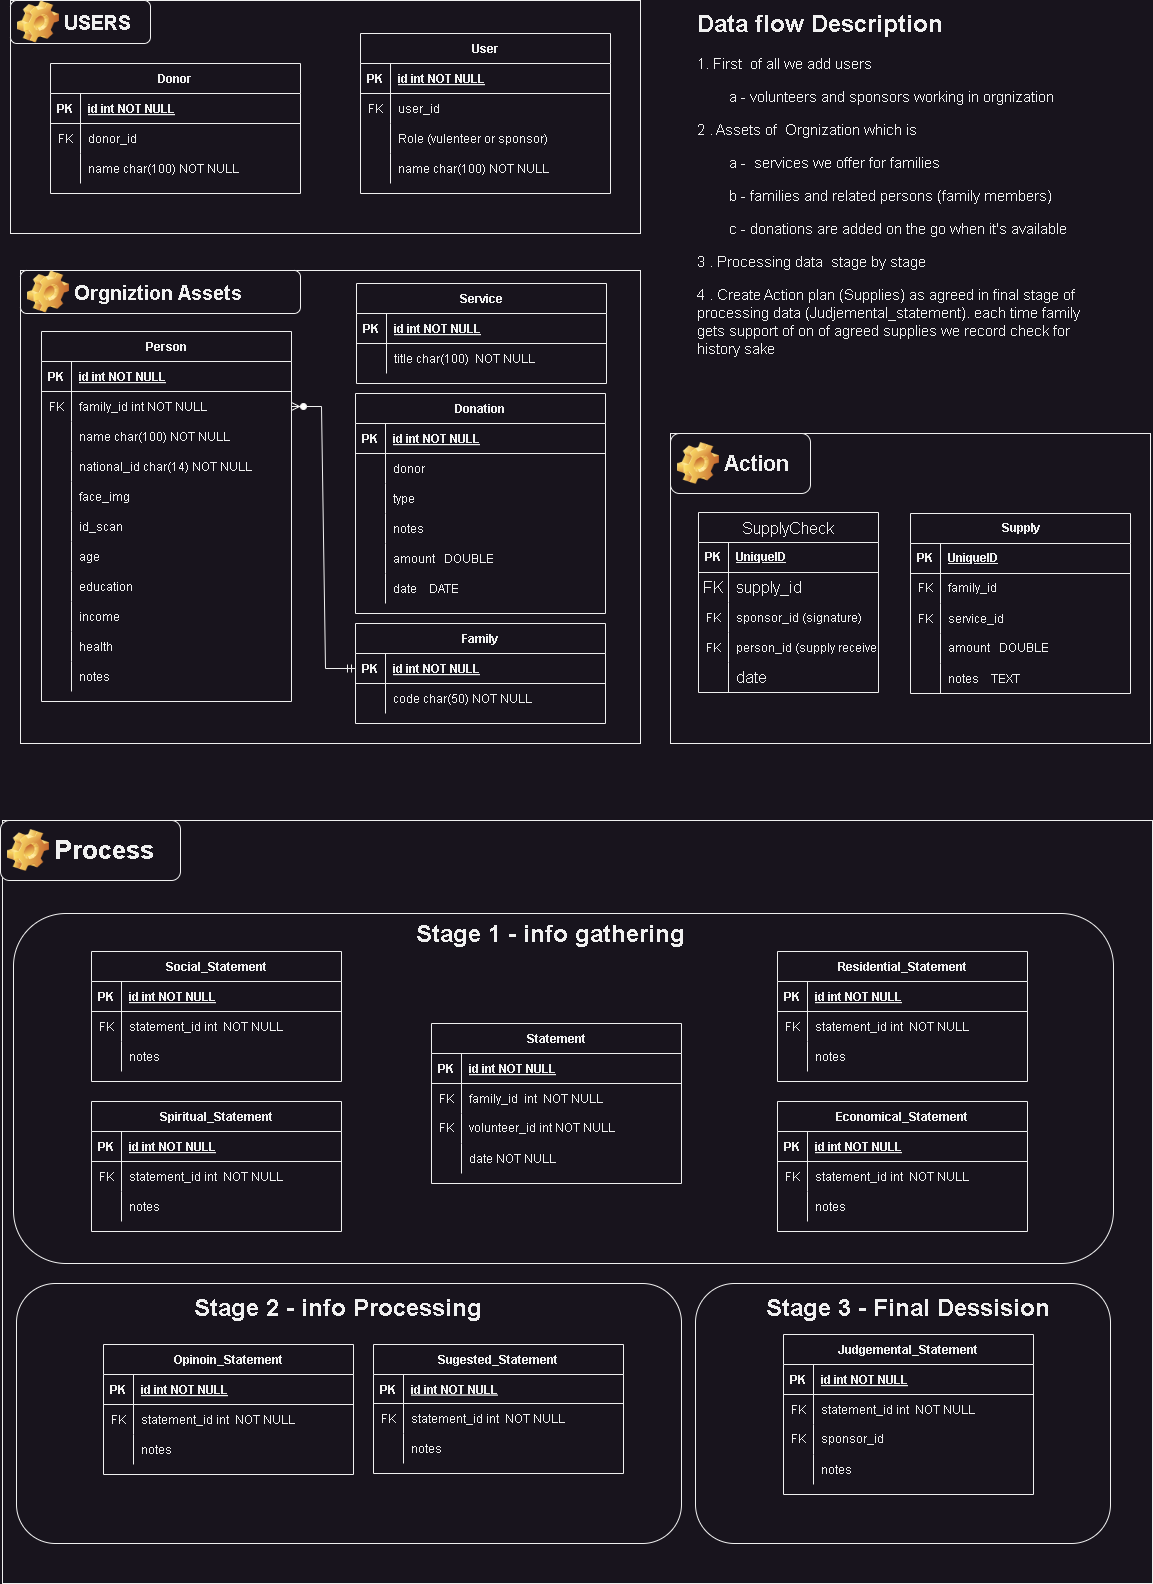 USERS
Donor
PK id int NOT NULL
FK donor_id
name char(100) NOT NULL
User
PK id int NOT NULL
FK user_id
Role (vulenteer or sponsor)
name char(100) NOT NULL
Data flow Description
1. First  of all we add users
a - volunteers and sponsors working in orgnization
2 . Assets of  Orgnization which is
a -  services we offer for families
b - families and related persons (family members)
c - donations are added on the go when it's available
3 . Processing data  stage by stage
4 . Create Action plan (Supplies) as agreed in final stage of
processing data (Judjemental_statement). each time family
gets support of on of agreed supplies we record check for
history sake
Orgniztion Assets
Person
PK id int NOT NULL
FK family_id int NOT NULL
name char(100) NOT NULL
national_id char(14) NOT NULL
face_img
id_scan
age
education
income
health
notes
Service
PK id int NOT NULL
title char(100)  NOT NULL
Donation
PK id int NOT NULL
donor
type
notes
amount   DOUBLE
date    DATE
Family
PK id int NOT NULL
code char(50) NOT NULL
Action
SupplyCheck
PK UniqueID
FK supply_id
FK sponsor_id (signature)
FK person_id (supply receive
date
Supply
PK UniqueID
FK family_id
FK service_id
amount   DOUBLE
notes    TEXT
Process
Stage 1 - info gathering
Social_Statement
PK id int NOT NULL
FK statement_id int  NOT NULL
notes
Spiritual_Statement
PK id int NOT NULL
FK statement_id int  NOT NULL
notes
Statement
PK id int NOT NULL
FK family_id  int  NOT NULL
FK volunteer_id int NOT NULL
date NOT NULL
Residential_Statement
PK id int NOT NULL
FK statement_id int  NOT NULL
notes
Economical_Statement
PK id int NOT NULL
FK statement_id int  NOT NULL
notes
Stage 2 - info Processing
Opinoin_Statement
PK id int NOT NULL
FK statement_id int  NOT NULL
notes
Sugested_Statement
PK id int NOT NULL
FK statement_id int  NOT NULL
notes
Stage 3 - Final Dessision
Judgemental_Statement
PK id int NOT NULL
FK statement_id int  NOT NULL
FK sponsor_id
notes